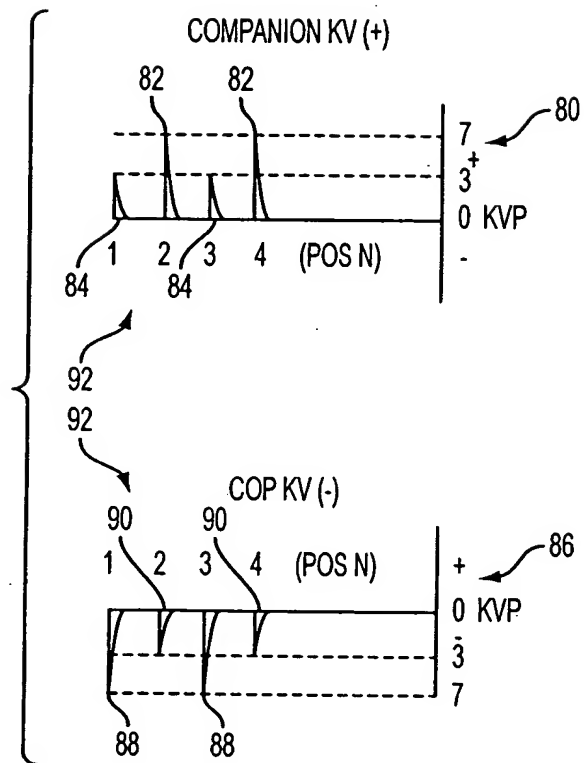 COMPANION KV (+)
82 82 80
7
+
3
0 KVP
1 2 3 4 (POS N)
-
84 84
92
92
COP KV (-)
90 90 86
1 2 3 4 (POS N) +
0 KVP
-
3
7
88 88